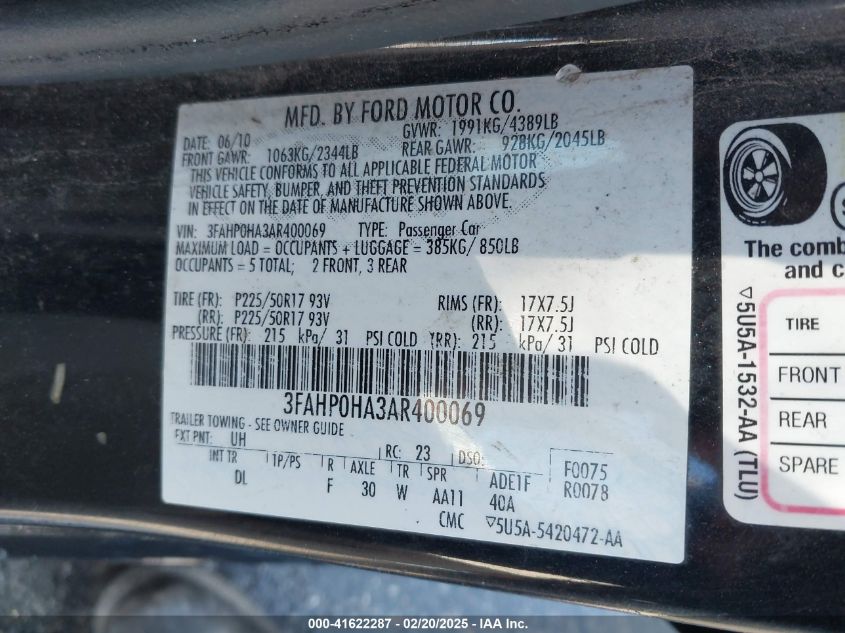 MFD. BY FORD MOTOR CO.
DATE: 06/10 GVWR: 1991KG/4389LB
FRONT GAWR: 1063KG/2344LB REAR GAWR: 928KG/2045LB
THIS VEHICLE CONFORMS TO ALL APPLICABLE FEDERAL MOTOR
VEHICLE SAFETY, BUMPER, AND THEFT PREVENTION STANDARDS
IN EFFECT ON THE DATE OF MANUFACTURE SHOWN ABOVE.
VIN: 3FAHP0HA3AR400069 TYPE: Passenger Car
MAXIMUM LOAD = OCCUPANTS + LUGGAGE = 385KG/ 850LB
OCCUPANTS = 5 TOTAL; 2 FRONT, 3 REAR
TIRE (FR): P225/50R17 93V RIMS (FR): 17X7.5J
(RR): P225/50R17 93V (RR): 17X7.5J
PRESSURE (FR): 215 kPa/ 31 PSI COLD (RR): 215 kPa/ 31 PSI COLD
3FAHP0HA3AR400069
TRAILER TOWING - SEE OWNER GUIDE
EXT PNT: UH RC: 23 DSO: F0075
INT TR TP/PS R AXLE TR SPR ADE1F R0078
DL F 30 W AA11 40A
CMC ▽5U5A-5420472-AA
The comb
and c
TIRE
FRONT
REAR
SPARE
▽5U5A-1532-AA (TLU)
000-41622287 - 02/20/2025 - IAA Inc.